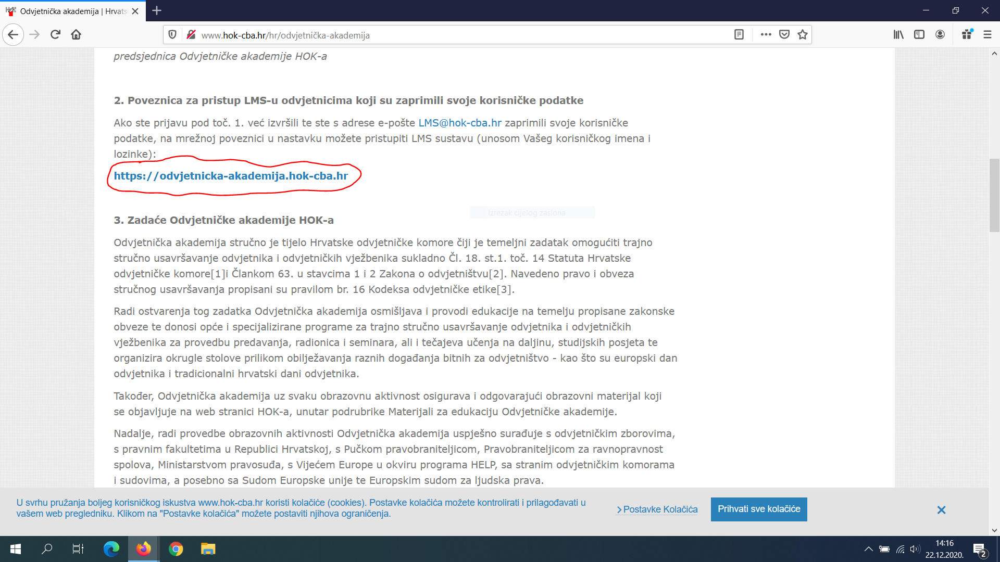 Odvjetnička akademija | Hrvats
www.hok-cba.hr/hr/odvjetnička-akademija
predsjednica Odvjetničke akademije HOK-a
2. Poveznica za pristup LMS-u odvjetnicima koji su zaprimili svoje korisničke podatke
Ako ste prijavu pod toč. 1. već izvršili te ste s adrese e-pošte LMS@hok-cba.hr zaprimili svoje korisničke
podatke, na mrežnoj poveznici u nastavku možete pristupiti LMS sustavu (unosom Vašeg korisničkog imena i
lozinke):
https://odvjetnicka-akademija.hok-cba.hr
Izrezak cijelog zaslona
3. Zadaće Odvjetničke akademije HOK-a
Odvjetnička akademija stručno je tijelo Hrvatske odvjetničke komore čiji je temeljni zadatak omogućiti trajno
stručno usavršavanje odvjetnika i odvjetničkih vježbenika sukladno Čl. 18. st.1. toč. 14 Statuta Hrvatske
odvjetničke komore[1]i Člankom 63. u stavcima 1 i 2 Zakona o odvjetništvu[2]. Navedeno pravo i obveza
stručnog usavršavanja propisani su pravilom br. 16 Kodeksa odvjetničke etike[3].
Radi ostvarenja tog zadatka Odvjetnička akademija osmišljava i provodi edukacije na temelju propisane zakonske
obveze te donosi opće i specijalizirane programe za trajno stručno usavršavanje odvjetnika i odvjetničkih
vježbenika za provedbu predavanja, radionica i seminara, ali i tečajeva učenja na daljinu, studijskih posjeta te
organizira okrugle stolove prilikom obilježavanja raznih događanja bitnih za odvjetništvo - kao što su europski dan
odvjetnika i tradicionalni hrvatski dani odvjetnika.
Također, Odvjetnička akademija uz svaku obrazovnu aktivnost osigurava i odgovarajući obrazovni materijal koji
se objavljuje na web stranici HOK-a, unutar podrubrike Materijali za edukaciju Odvjetničke akademije.
Nadalje, radi provedbe obrazovnih aktivnosti Odvjetnička akademija uspješno surađuje s odvjetničkim zborovima,
s pravnim fakultetima u Republici Hrvatskoj, s Pučkom pravobraniteljicom, Pravobraniteljicom za ravnopravnost
spolova, Ministarstvom pravosuđa, s Vijećem Europe u okviru programa HELP, sa stranim odvjetničkim komorama
i sudovima, a posebno sa Sudom Europske unije te Europskim sudom za ljudska prava.
U svrhu pružanja boljeg korisničkog iskustva www.hok-cba.hr koristi kolačiće (cookies). Postavke kolačića možete kontrolirati i prilagođavati u
vašem web pregledniku. Klikom na "Postavke kolačića" možete postaviti njihova ograničenja.
Postavke Kolačića
Prihvati sve kolačiće
14:16
22.12.2020.
2